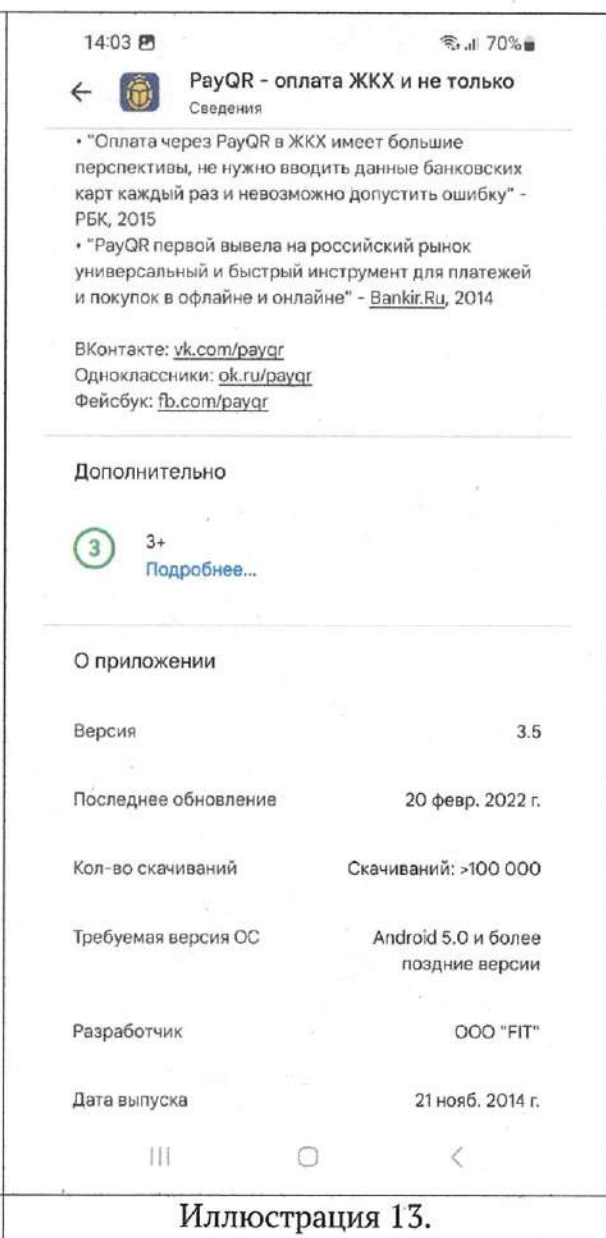 14:03 70%
PayQR - оплата ЖКХ и не только
Сведения
• "Оплата через PayQR в ЖКХ имеет большие
перспективы, не нужно вводить данные банковских
карт каждый раз и невозможно допустить ошибку" -
РБК, 2015
• "PayQR первой вывела на российский рынок
универсальный и быстрый инструмент для платежей
и покупок в офлайне и онлайне" - Bankir.Ru, 2014
ВКонтакте: vk.com/payqr
Одноклассники: ok.ru/payqr
Фейсбук: fb.com/payqr
Дополнительно
3 3+
Подробнее...
О приложении
Версия 3.5
Последнее обновление 20 февр. 2022 г.
Кол-во скачиваний Скачиваний: >100 000
Требуемая версия ОС Android 5.0 и более
поздние версии
Разработчик ООО "FIT"
Дата выпуска 21 нояб. 2014 г.
Иллюстрация 13.